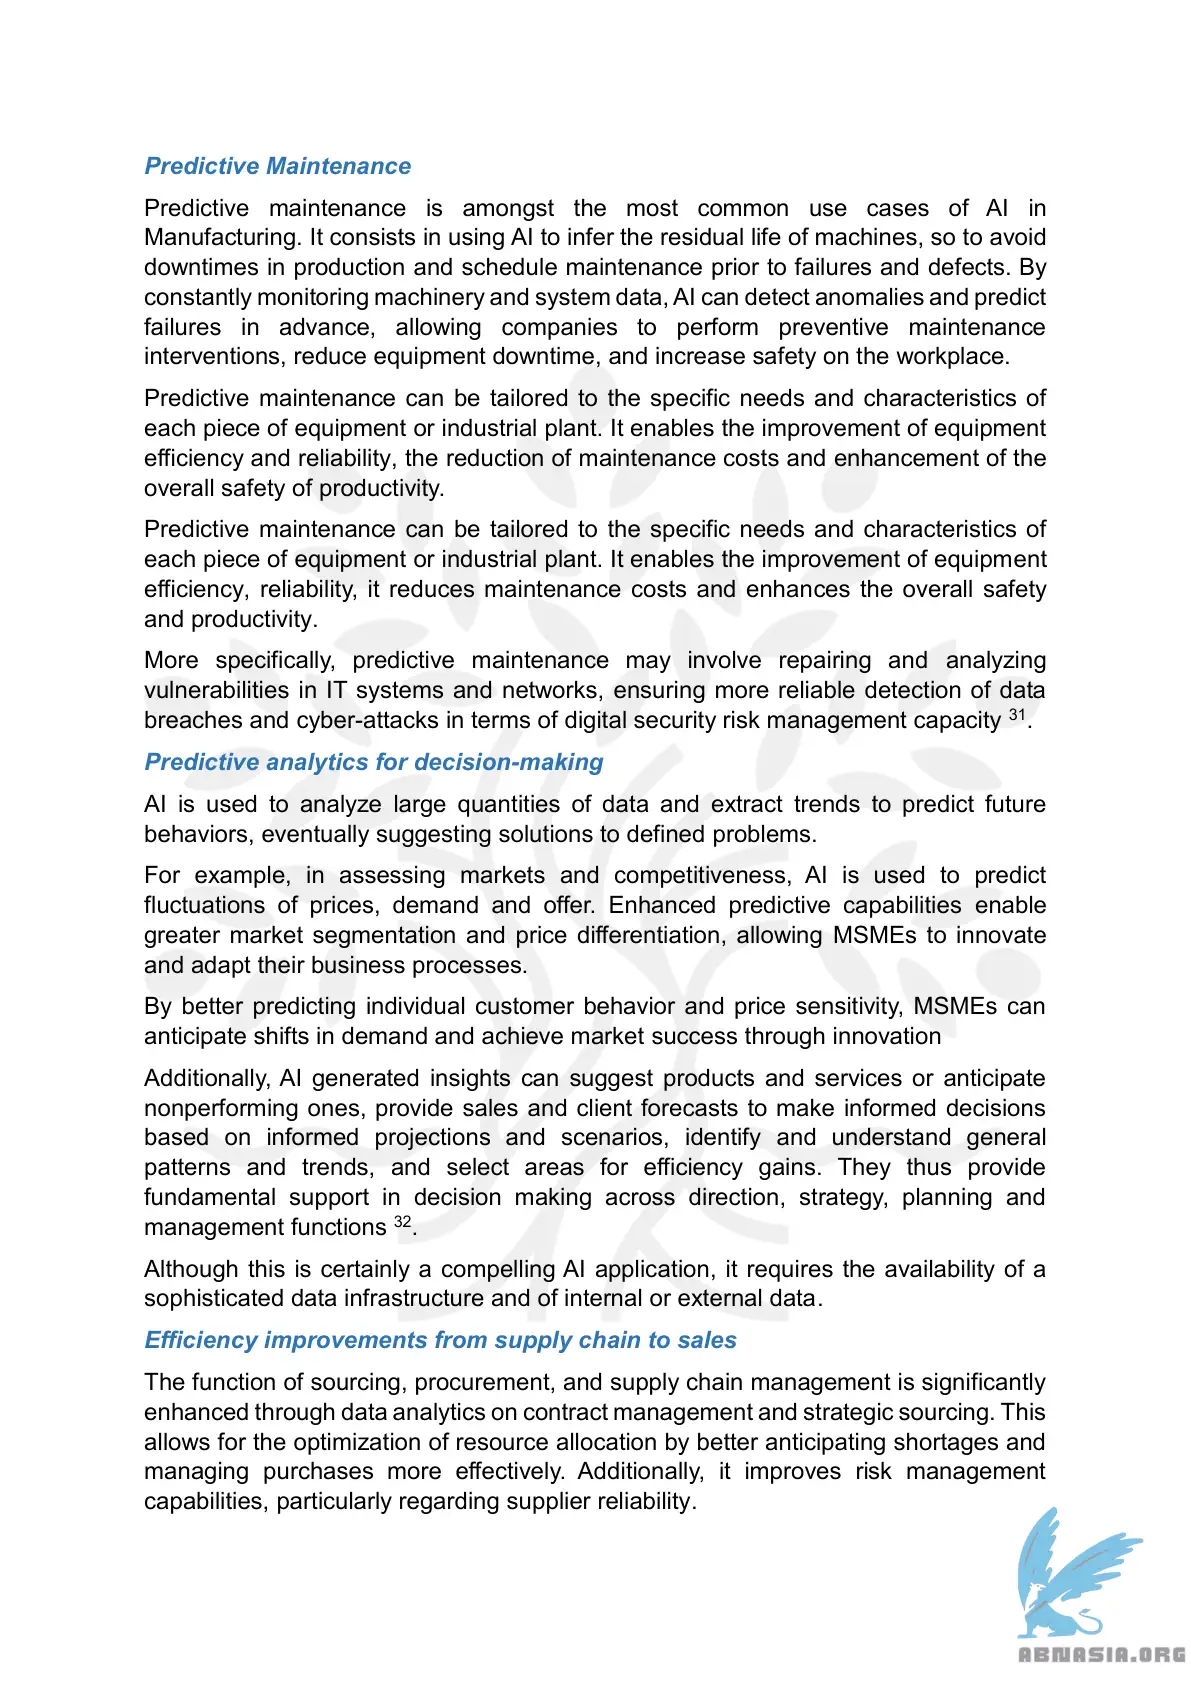 Predictive Maintenance
Predictive maintenance is amongst the most common use cases of AI in
Manufacturing. It consists in using AI to infer the residual life of machines, so to avoid
downtimes in production and schedule maintenance prior to failures and defects. By
constantly monitoring machinery and system data, AI can detect anomalies and predict
failures in advance, allowing companies to perform preventive maintenance
interventions, reduce equipment downtime, and increase safety on the workplace.
Predictive maintenance can be tailored to the specific needs and characteristics of
each piece of equipment or industrial plant. It enables the improvement of equipment
efficiency and reliability, the reduction of maintenance costs and enhancement of the
overall safety of productivity.
Predictive maintenance can be tailored to the specific needs and characteristics of
each piece of equipment or industrial plant. It enables the improvement of equipment
efficiency, reliability, it reduces maintenance costs and enhances the overall safety
and productivity.
More specifically, predictive maintenance may involve repairing and analyzing
vulnerabilities in IT systems and networks, ensuring more reliable detection of data
breaches and cyber-attacks in terms of digital security risk management capacity 31.
Predictive analytics for decision-making
AI is used to analyze large quantities of data and extract trends to predict future
behaviors, eventually suggesting solutions to defined problems.
For example, in assessing markets and competitiveness, AI is used to predict
fluctuations of prices, demand and offer. Enhanced predictive capabilities enable
greater market segmentation and price differentiation, allowing MSMEs to innovate
and adapt their business processes.
By better predicting individual customer behavior and price sensitivity, MSMEs can
anticipate shifts in demand and achieve market success through innovation
Additionally, AI generated insights can suggest products and services or anticipate
nonperforming ones, provide sales and client forecasts to make informed decisions
based on informed projections and scenarios, identify and understand general
patterns and trends, and select areas for efficiency gains. They thus provide
fundamental support in decision making across direction, strategy, planning and
management functions 32.
Although this is certainly a compelling AI application, it requires the availability of a
sophisticated data infrastructure and of internal or external data.
Efficiency improvements from supply chain to sales
The function of sourcing, procurement, and supply chain management is significantly
enhanced through data analytics on contract management and strategic sourcing. This
allows for the optimization of resource allocation by better anticipating shortages and
managing purchases more effectively. Additionally, it improves risk management
capabilities, particularly regarding supplier reliability.
ABNASIA.ORG